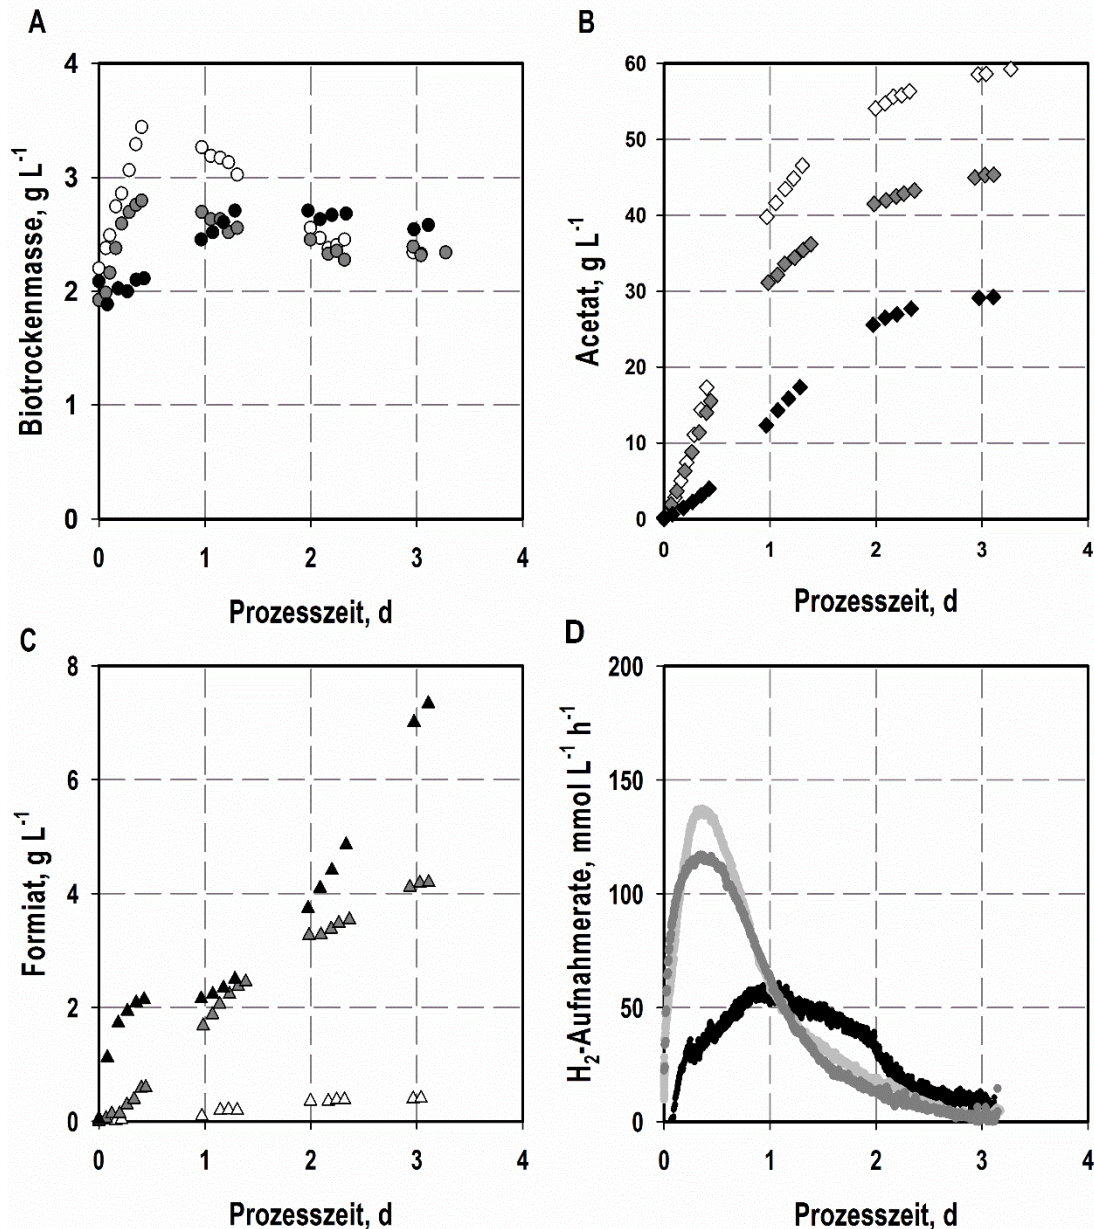 A
B
4
3
2
1
0
Biotrockenmasse, g L⁻¹
0 1 2 3 4
Prozesszeit, d
60
50
40
30
20
10
0
Acetat, g L⁻¹
0 1 2 3 4
Prozesszeit, d
C
D
8
6
4
2
0
Formiat, g L⁻¹
0 1 2 3 4
Prozesszeit, d
200
150
100
50
0
H₂-Aufnahmerate, mmol L⁻¹ h⁻¹
0 1 2 3 4
Prozesszeit, d